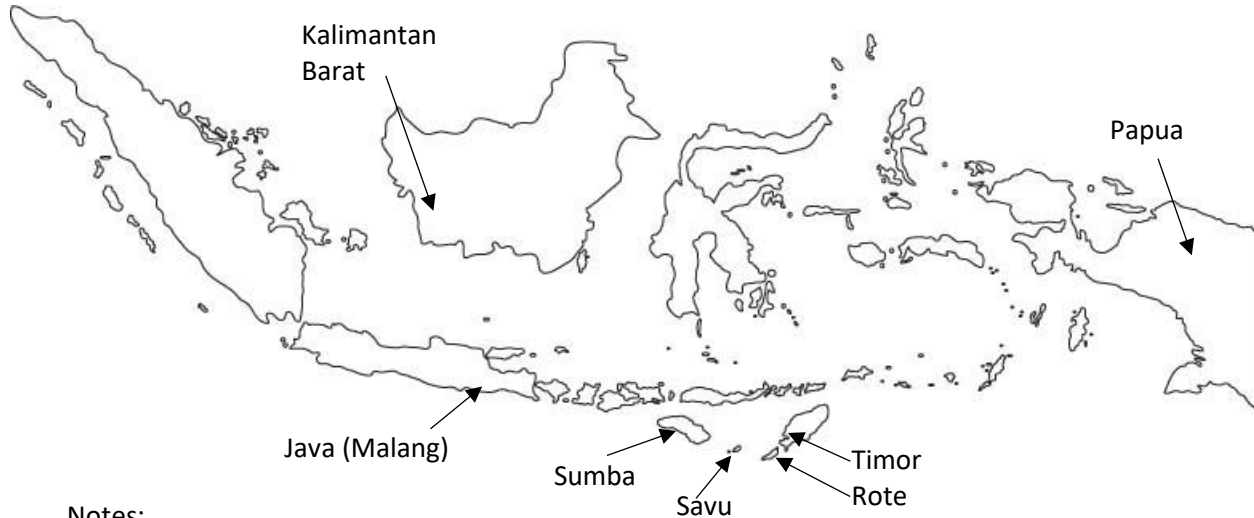 Kalimantan
Barat
Papua
Java (Malang)
Sumba
Savu
Timor
Rote
Notes: